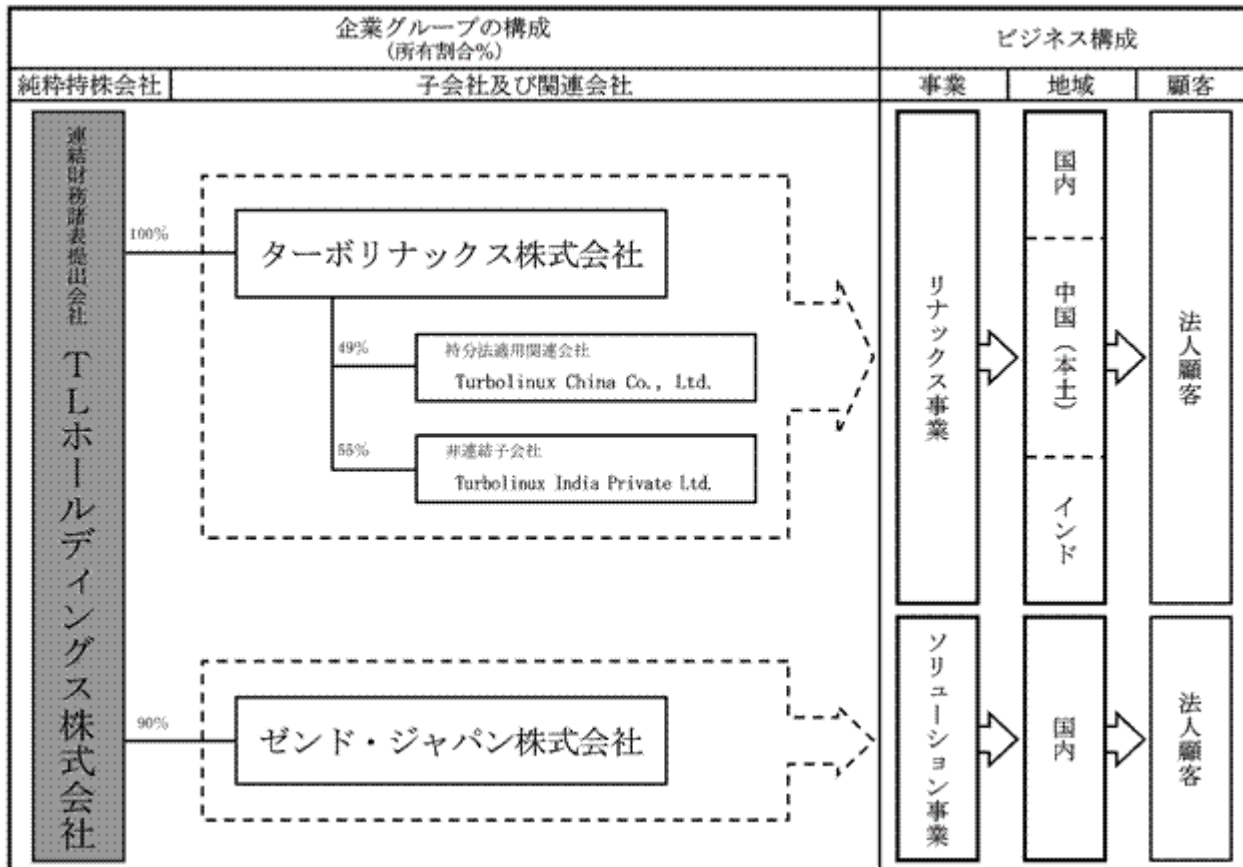 企業グループの構成
(所有割合%)
ビジネス構成
純粋持株会社
子会社及び関連会社
事業
地域
顧客
連結財務諸表提出会社 TLホールディングス株式会社
100%
ターボリナックス株式会社
49%
持分法適用関連会社
Turbolinux China Co., Ltd.
55%
非連結子会社
Turbolinux India Private Ltd.
リナックス事業
国内
中国（本土）
インド
法人顧客
90%
ゼンド・ジャパン株式会社
ソリューション事業
国内
法人顧客